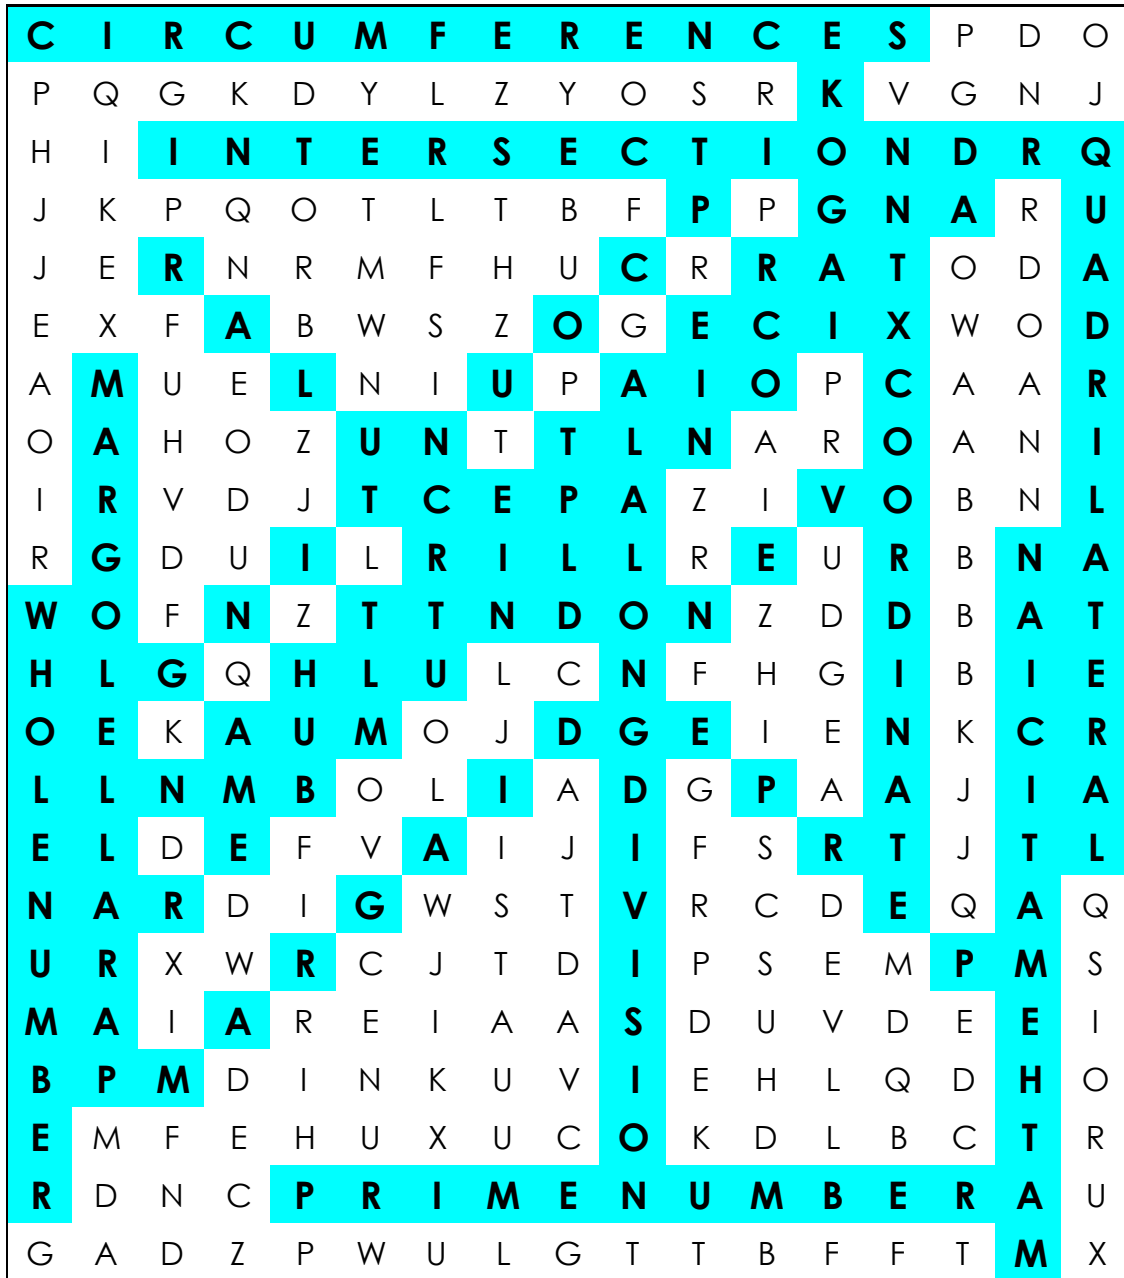 C I R C U M F E R E N C E S P D O
P Q G K D Y L Z Y O S R K V G N J
H I I N T E R S E C T I O N D R Q
J K P Q O T L T B F P P G N A R U
J E R N R M F H U C R R A T O D A
E X F A B W S Z O G E C I X W O D
A M U E L N I U P A I O P C A A R
O A H O Z U N T T L N A R O A N I
I R V D J T C E P A Z I V O B N L
R G D U I L R I L L R E U R B N A
W O F N Z T T N D O N Z D D B A T
H L G Q H L U L C N F H G I B I E
O E K A U M O J D G E I E N K C R
L L N M B O L I A D G P A A J I A
E L D E F V A I J I F S R T J T L
N A R D I G W S T V R C D E Q A Q
U R X W R C J T D I P S E M P M S
M A I A R E I A A S D U V D E E I
B P M D I N K U V I E H L Q D H O
E M F E H U X U C O K D L B C T R
R D N C P R I M E N U M B E R A U
G A D Z P W U L G T T B F F T M X